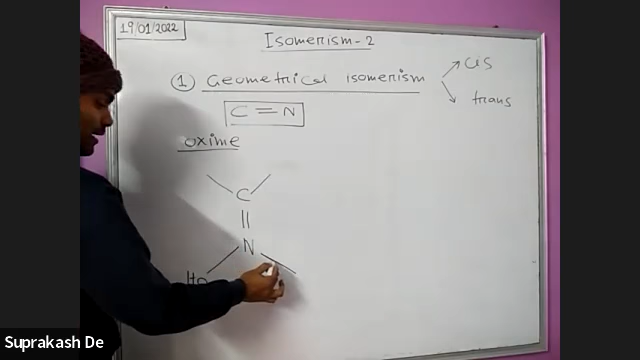 19/01/2022
Isomerism-2
① Geometrical isomerism
cis
trans
C = N
oxime
C
||
N
HO
Suprakash De